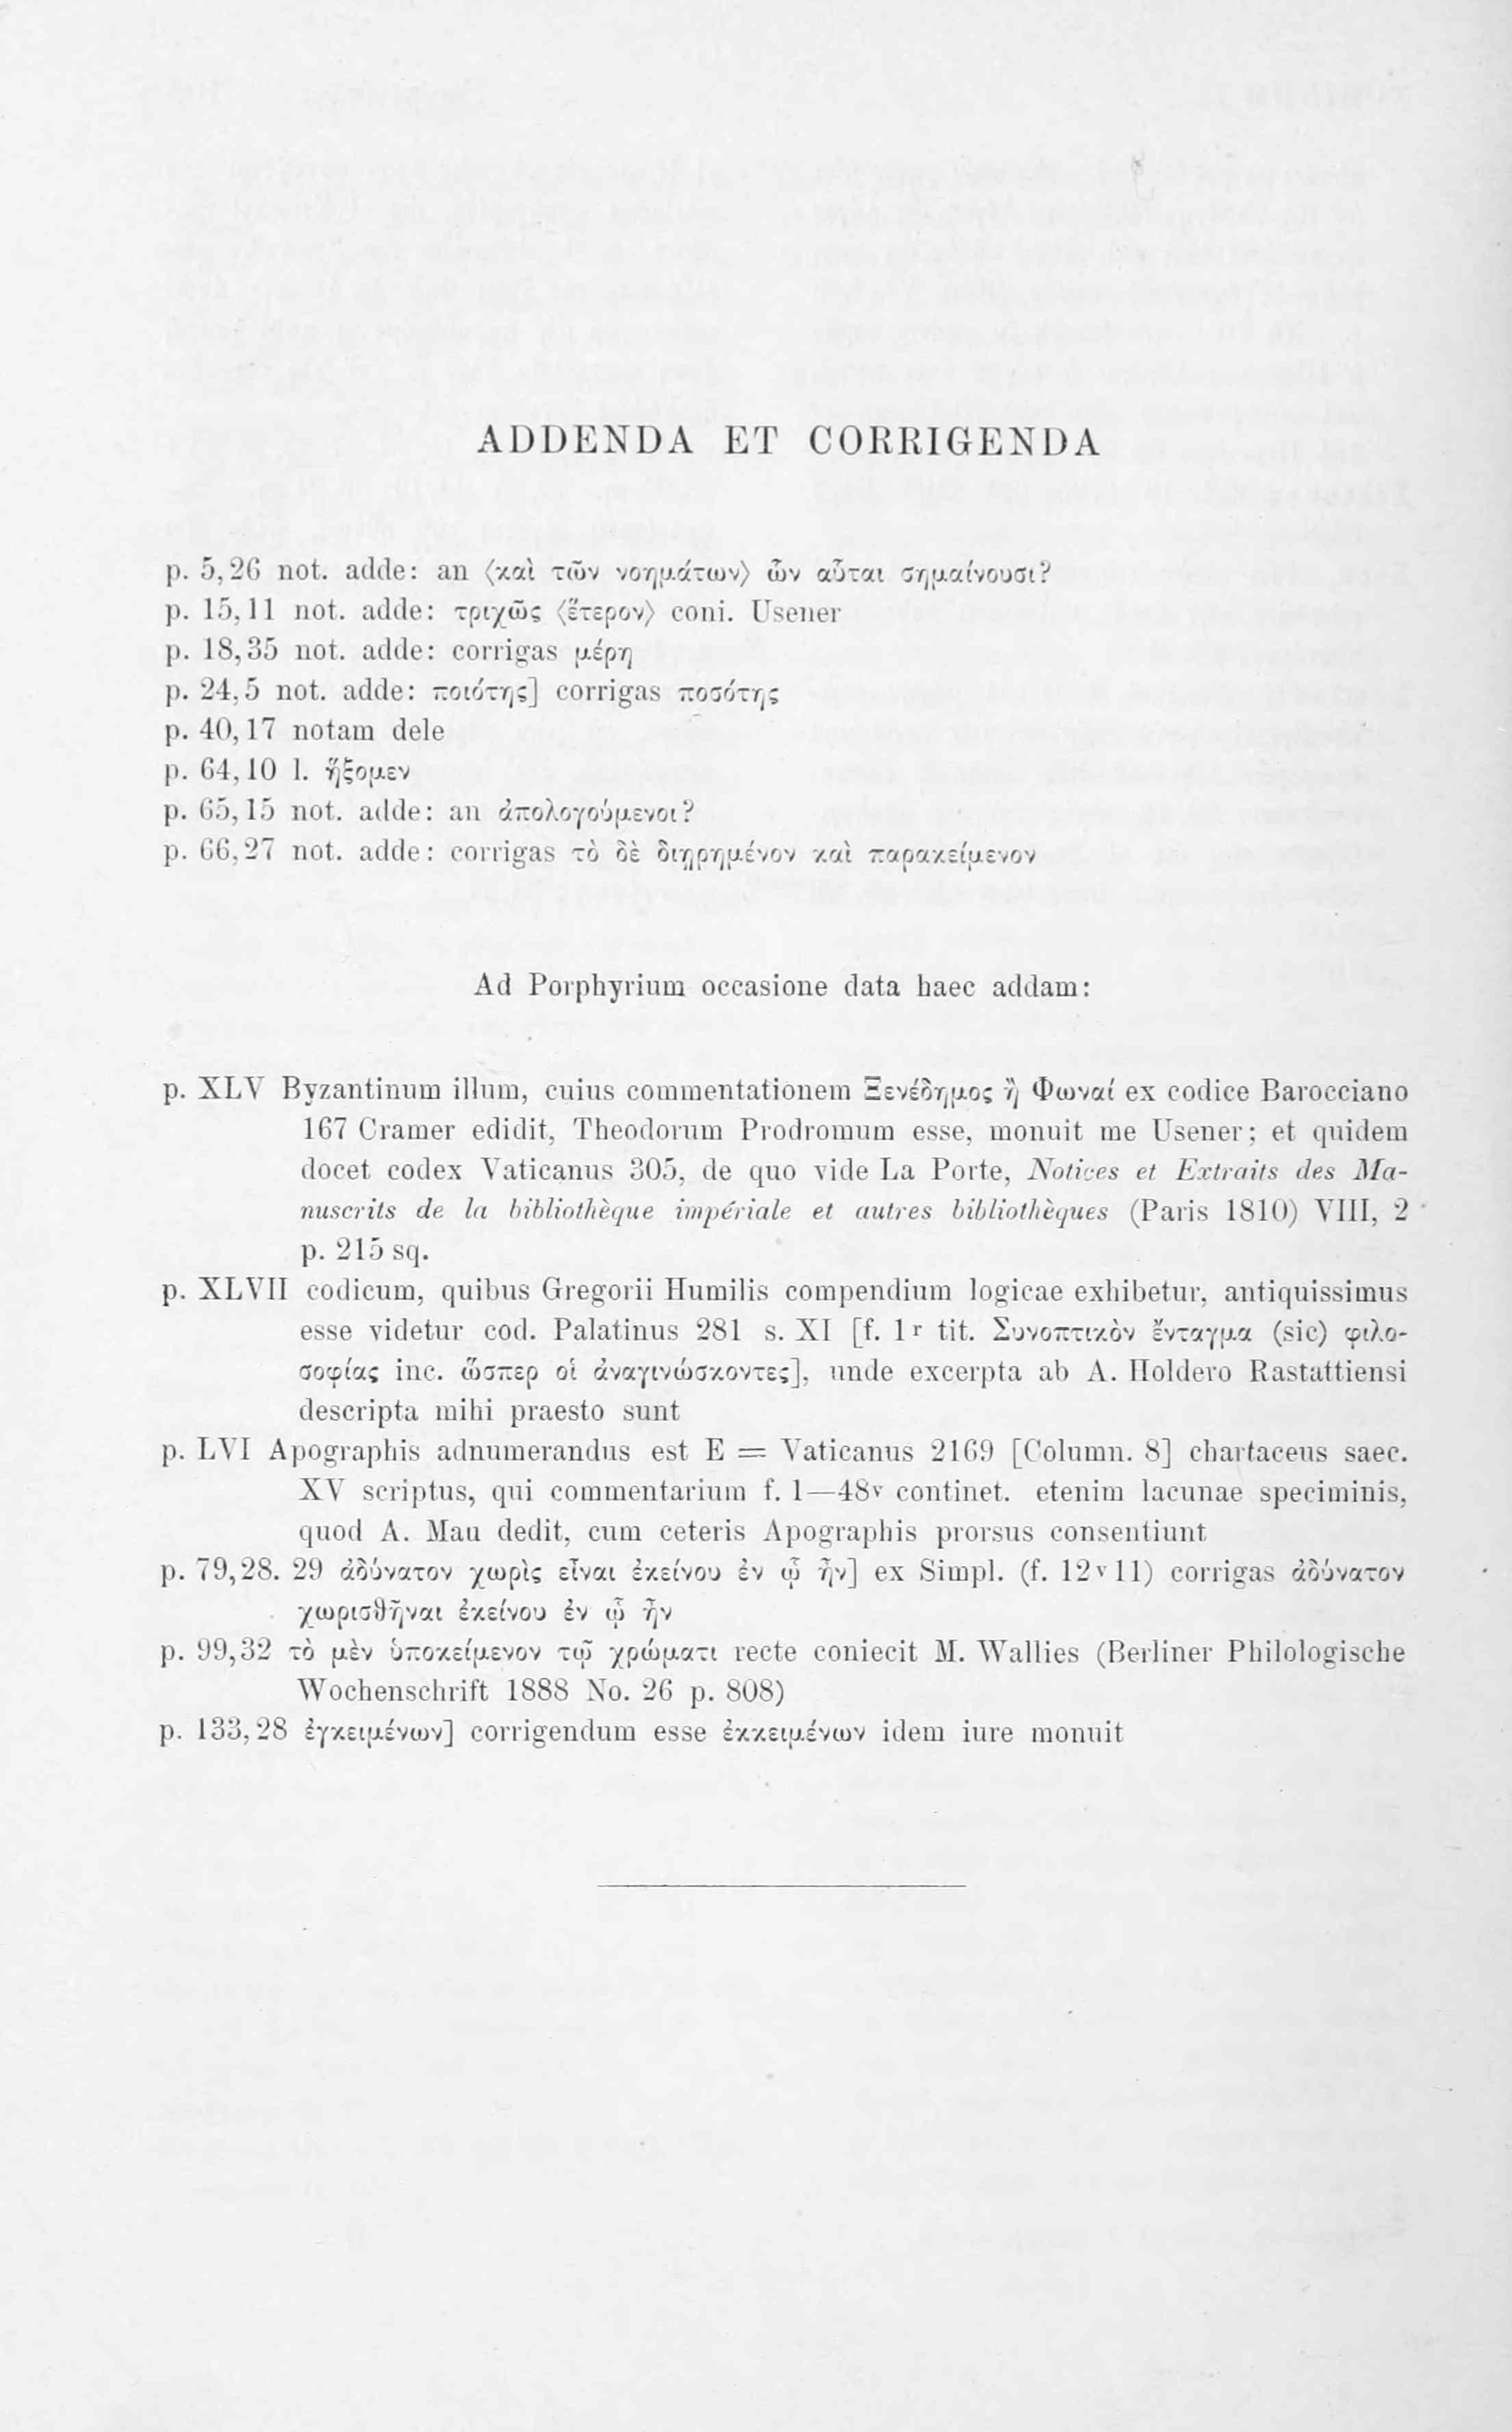 ADDENDA ET CORRIGENDA
p. 5,26 not. adde: an ⟨καὶ τῶν νοημάτων⟩ ὧν αὗται σημαίνουσι?
p. 15,11 not. adde: τριχῶς ⟨ἕτερον⟩ coni. Usener
p. 18,35 not. adde: corrigas μέρη
p. 24,5 not. adde: ποιότης] corrigas ποσότης
p. 40,17 notam dele
p. 64,10 l. ἥξομεν
p. 65,15 not. adde: an ἀπολογούμενοι?
p. 66,27 not. adde: corrigas τὸ δὲ διῃρημένον καὶ παρακείμενον
Ad Porphyrium occasione data haec addam:
p. XLV Byzantinum illum, cuius commentationem Ξενέδημος ἢ Φωναί ex codice Barocciano
167 Cramer edidit, Theodorum Prodromum esse, monuit me Usener; et quidem
docet codex Vaticanus 305, de quo vide La Porte, Notices et Extraits des Ma-
nuscrits de la bibliothèque impériale et autres bibliothèques (Paris 1810) VIII, 2
p. 215 sq.
p. XLVII codicum, quibus Gregorii Humilis compendium logicae exhibetur, antiquissimus
esse videtur cod. Palatinus 281 s. XI [f. 1r tit. Συνοπτικὸν ἔνταγμα (sic) φιλο-
σοφίας inc. ὥσπερ οἱ ἀναγινώσκοντες], unde excerpta ab A. Holdero Rastattiensi
descripta mihi praesto sunt
p. LVI Apographis adnumerandus est E = Vaticanus 2169 [Column. 8] chartaceus saec.
XV scriptus, qui commentarium f. 1—48v continet. etenim lacunae speciminis,
quod A. Mau dedit, cum ceteris Apographis prorsus consentiunt
p. 79,28. 29 ἀδύνατον χωρὶς εἶναι ἐκείνου ἐν ᾧ ἦν] ex Simpl. (f. 12v 11) corrigas ἀδύνατον
χωρισθῆναι ἐκείνου ἐν ᾧ ἦν
p. 99,32 τὸ μὲν ὑποκείμενον τῷ χρώματι recte coniecit M. Wallies (Berliner Philologische
Wochenschrift 1888 No. 26 p. 808)
p. 133,28 ἐγκειμένων] corrigendum esse ἐκκειμένων idem iure monuit